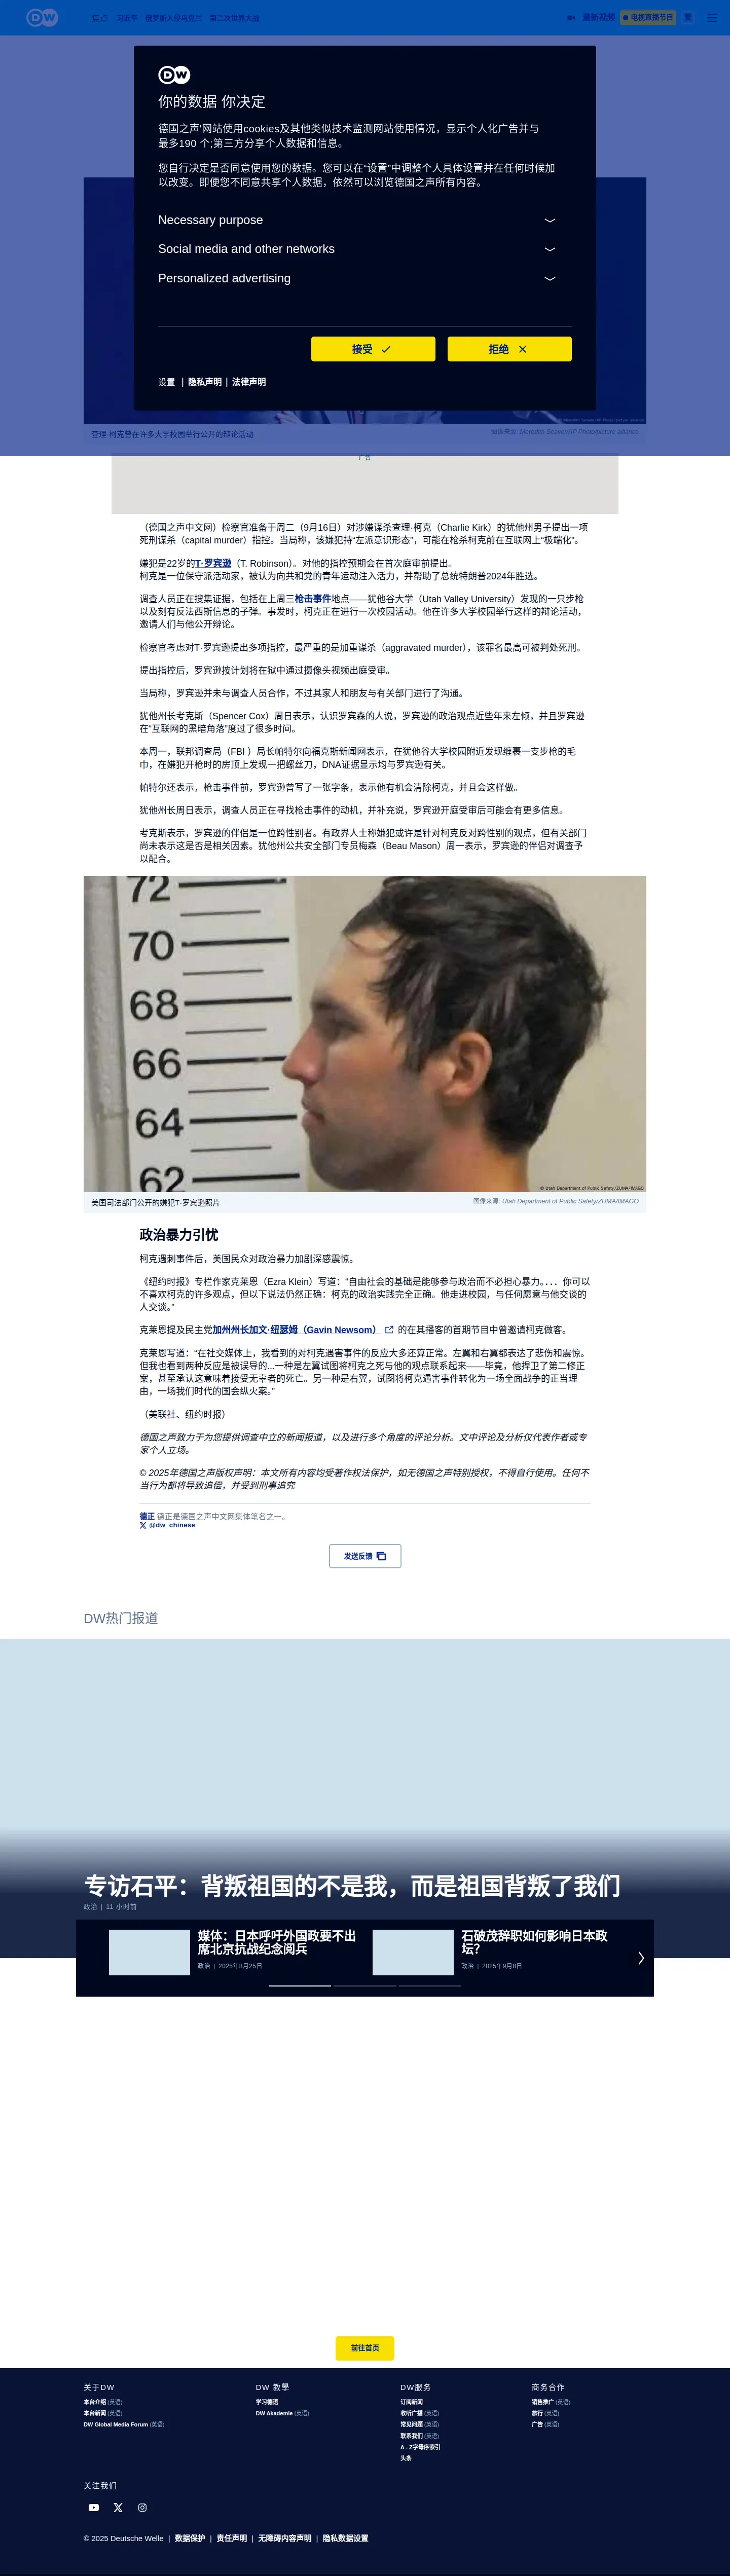 DW
焦点 习近平 俄罗斯入侵乌克兰 第二次世界大战
最新视频 电视直播节目 繁
DW
你的数据 你决定
德国之声'网站使用cookies及其他类似技术监测网站使用情况，显示个人化广告并与
最多190 个;第三方分享个人数据和信息。
您自行决定是否同意使用您的数据。您可以在“设置”中调整个人具体设置并在任何时候加
以改变。即便您不同意共享个人数据，依然可以浏览德国之声所有内容。
Necessary purpose
Social media and other networks
Personalized advertising
接受
拒绝
设置 | 隐私声明 | 法律声明
查理·柯克曾在许多大学校园举行公开的辩论活动
图像来源: Meredith Seaver/AP Photo/picture alliance
广告
（德国之声中文网）检察官准备于周二（9月16日）对涉嫌谋杀查理·柯克（Charlie Kirk）的犹他州男子提出一项
死刑谋杀（capital murder）指控。当局称，该嫌犯持“左派意识形态”，可能在枪杀柯克前在互联网上“极端化”。
嫌犯是22岁的T·罗宾逊（T. Robinson）。对他的指控预期会在首次庭审前提出。
柯克是一位保守派活动家，被认为向共和党的青年运动注入活力，并帮助了总统特朗普2024年胜选。
调查人员正在搜集证据，包括在上周三枪击事件地点——犹他谷大学（Utah Valley University）发现的一只步枪
以及刻有反法西斯信息的子弹。事发时，柯克正在进行一次校园活动。他在许多大学校园举行这样的辩论活动，
邀请人们与他公开辩论。
检察官考虑对T·罗宾逊提出多项指控，最严重的是加重谋杀（aggravated murder），该罪名最高可被判处死刑。
提出指控后，罗宾逊按计划将在狱中通过摄像头视频出庭受审。
当局称，罗宾逊并未与调查人员合作，不过其家人和朋友与有关部门进行了沟通。
犹他州长考克斯（Spencer Cox）周日表示，认识罗宾森的人说，罗宾逊的政治观点近些年来左倾，并且罗宾逊
在“互联网的黑暗角落”度过了很多时间。
本周一，联邦调查局（FBI ）局长帕特尔向福克斯新闻网表示，在犹他谷大学校园附近发现缠裹一支步枪的毛
巾，在嫌犯开枪时的房顶上发现一把螺丝刀，DNA证据显示均与罗宾逊有关。
帕特尔还表示，枪击事件前，罗宾逊曾写了一张字条，表示他有机会清除柯克，并且会这样做。
犹他州长周日表示，调查人员正在寻找枪击事件的动机，并补充说，罗宾逊开庭受审后可能会有更多信息。
考克斯表示，罗宾逊的伴侣是一位跨性别者。有政界人士称嫌犯或许是针对柯克反对跨性别的观点，但有关部门
尚未表示这是否是相关因素。犹他州公共安全部门专员梅森（Beau Mason）周一表示，罗宾逊的伴侣对调查予
以配合。
72
70
68
66
64
62
© Utah Department of Public Safety/ZUMA/IMAGO
美国司法部门公开的嫌犯T·罗宾逊照片
图像来源: Utah Department of Public Safety/ZUMA/IMAGO
政治暴力引忧
柯克遇刺事件后，美国民众对政治暴力加剧深感震惊。
《纽约时报》专栏作家克莱恩（Ezra Klein）写道：“自由社会的基础是能够参与政治而不必担心暴力。... 你可以
不喜欢柯克的许多观点，但以下说法仍然正确：柯克的政治实践完全正确。他走进校园，与任何愿意与他交谈的
人交谈。”
克莱恩提及民主党加州州长加文·纽瑟姆（Gavin Newsom） 的在其播客的首期节目中曾邀请柯克做客。
克莱恩写道：“在社交媒体上，我看到的对柯克遇害事件的反应大多还算正常。左翼和右翼都表达了悲伤和震惊。
但我也看到两种反应是被误导的...一种是左翼试图将柯克之死与他的观点联系起来——毕竟，他捍卫了第二修正
案，甚至承认这意味着接受无辜者的死亡。另一种是右翼，试图将柯克遇害事件转化为一场全面战争的正当理
由，一场我们时代的国会纵火案。”
（美联社、纽约时报）
德国之声致力于为您提供调查中立的新闻报道，以及进行多个角度的评论分析。文中评论及分析仅代表作者或专
家个人立场。
© 2025年德国之声版权声明：本文所有内容均受著作权法保护，如无德国之声特别授权，不得自行使用。任何不
当行为都将导致追偿，并受到刑事追究
德正 德正是德国之声中文网集体笔名之一。
@dw_chinese
发送反馈
DW热门报道
专访石平：背叛祖国的不是我，而是祖国背叛了我们
政治 | 11 小时前
媒体：日本呼吁外国政要不出
席北京抗战纪念阅兵
政治 | 2025年8月25日
石破茂辞职如何影响日本政
坛？
政治 | 2025年9月8日
前往首页
关于DW
本台介绍 (英语)
本台新闻 (英语)
DW Global Media Forum (英语)
DW 教學
学习德语
DW Akademie (英语)
DW服务
订阅新闻
收听广播 (英语)
常见问题 (英语)
联系我们 (英语)
A - Z字母序索引
头条
商务合作
销售推广 (英语)
旅行 (英语)
广告 (英语)
关注我们
© 2025 Deutsche Welle | 数据保护 | 责任声明 | 无障碍内容声明 | 隐私数据设置